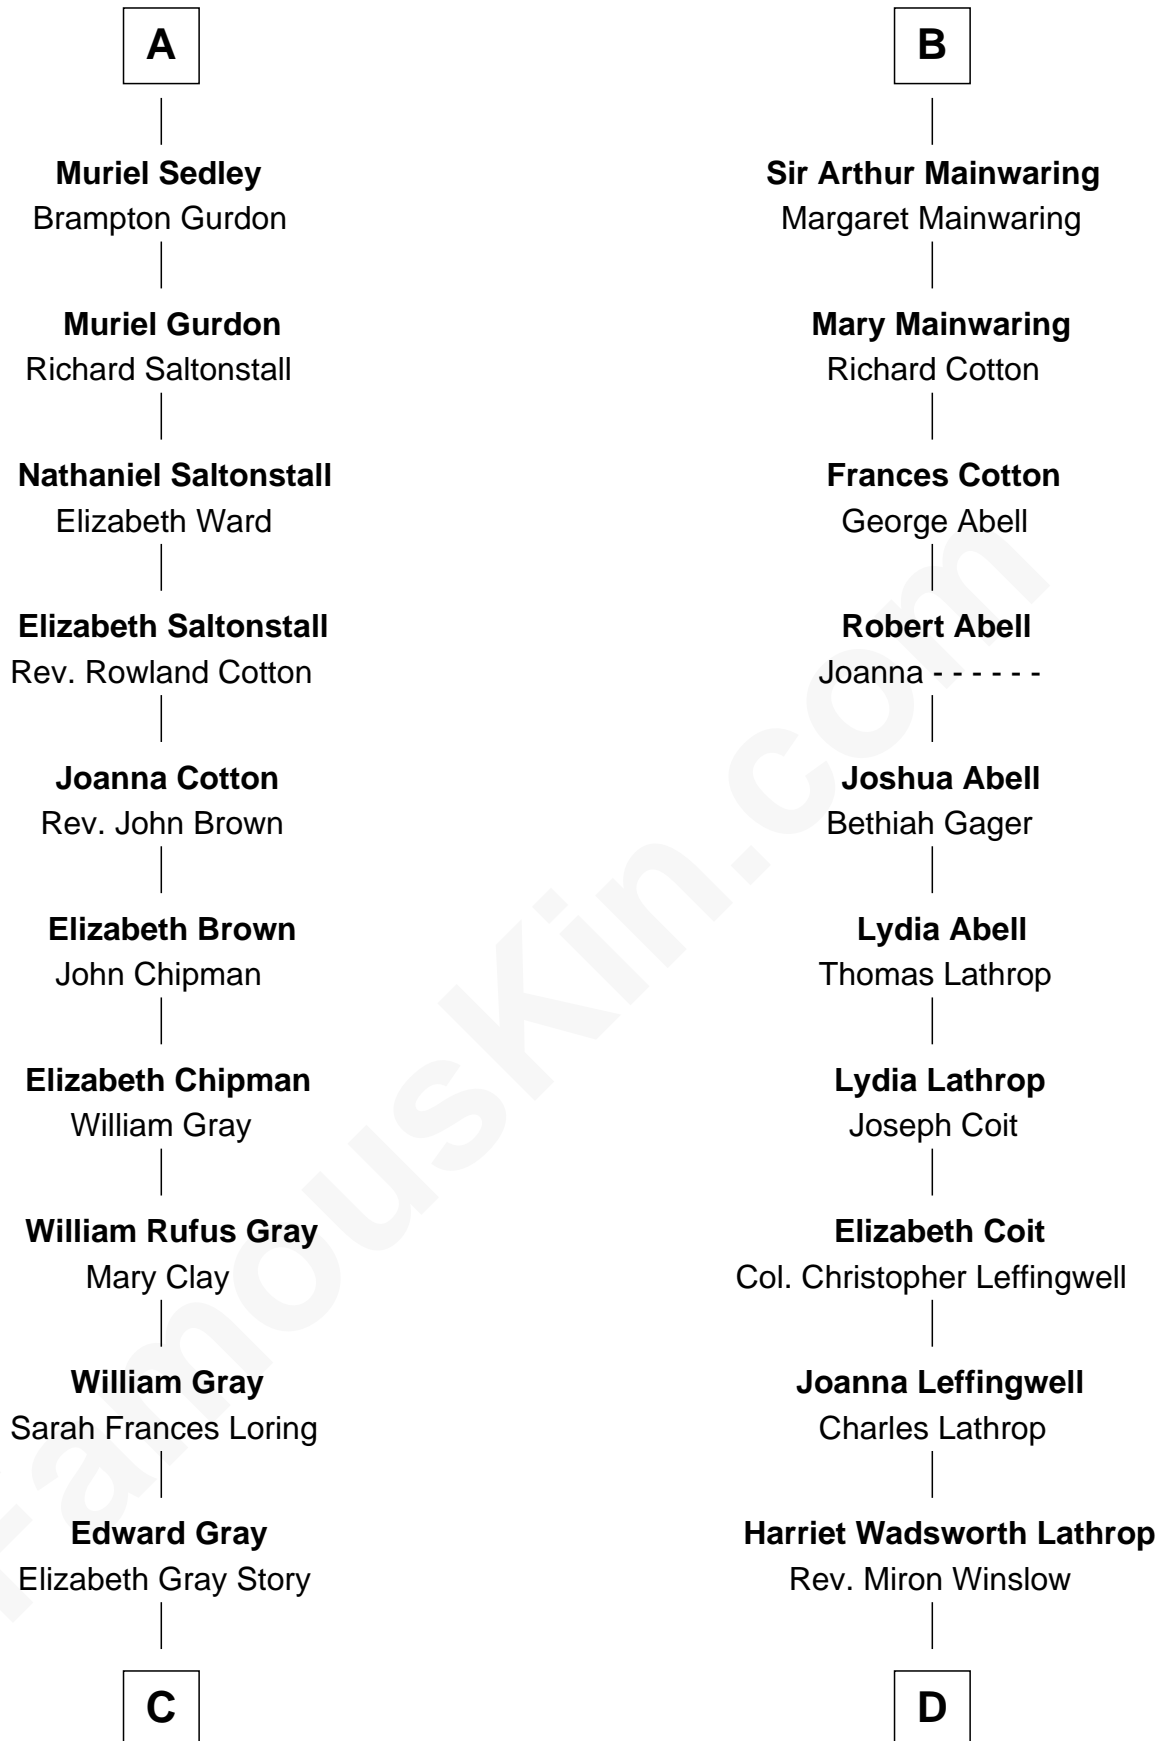 A
Muriel Sedley
Brampton Gurdon
Muriel Gurdon
Richard Saltonstall
Nathaniel Saltonstall
Elizabeth Ward
Elizabeth Saltonstall
Rev. Rowland Cotton
Joanna Cotton
Rev. John Brown
Elizabeth Brown
John Chipman
Elizabeth Chipman
William Gray
William Rufus Gray
Mary Clay
William Gray
Sarah Frances Loring
Edward Gray
Elizabeth Gray Story
C
B
Sir Arthur Mainwaring
Margaret Mainwaring
Mary Mainwaring
Richard Cotton
Frances Cotton
George Abell
Robert Abell
Joanna - - - - - -
Joshua Abell
Bethiah Gager
Lydia Abell
Thomas Lathrop
Lydia Lathrop
Joseph Coit
Elizabeth Coit
Col. Christopher Leffingwell
Joanna Leffingwell
Charles Lathrop
Harriet Wadsworth Lathrop
Rev. Miron Winslow
D
FamousKin.com